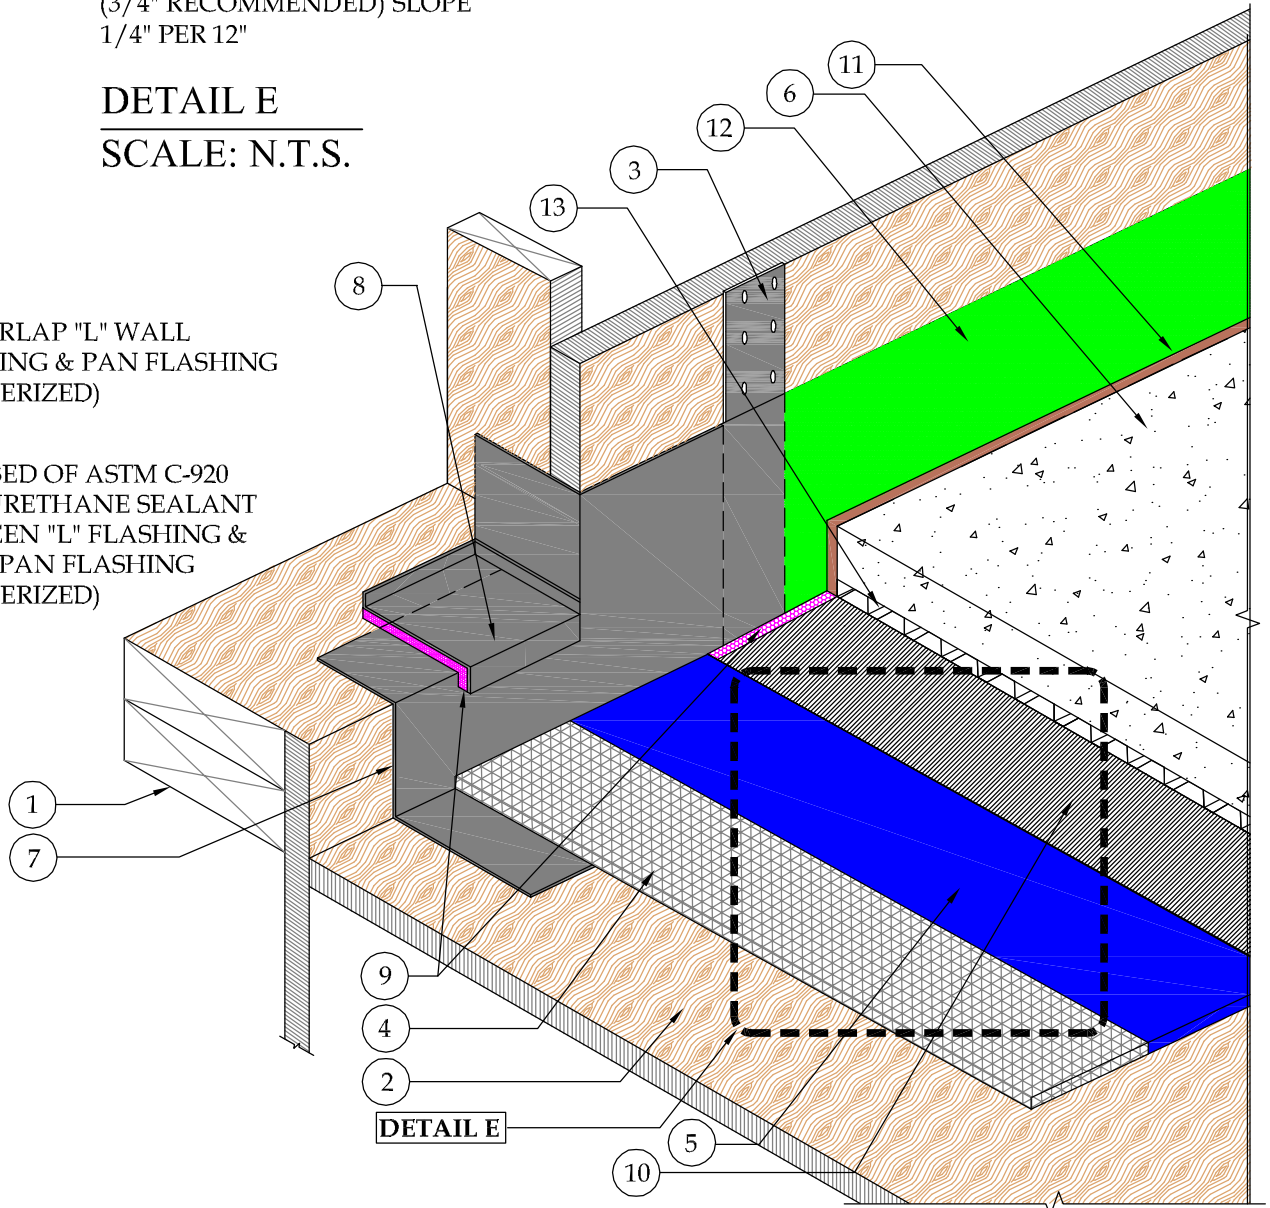 (3/4" RECOMMENDED) SLOPE
1/4" PER 12"
DETAIL E
SCALE: N.T.S.
11
6
12
3
13
8
RLAP "L" WALL
ING & PAN FLASHING
ERIZED)
BED OF ASTM C-920
URETHANE SEALANT
EEN "L" FLASHING &
PAN FLASHING
ERIZED)
1
7
9
4
2
DETAIL E
5
10